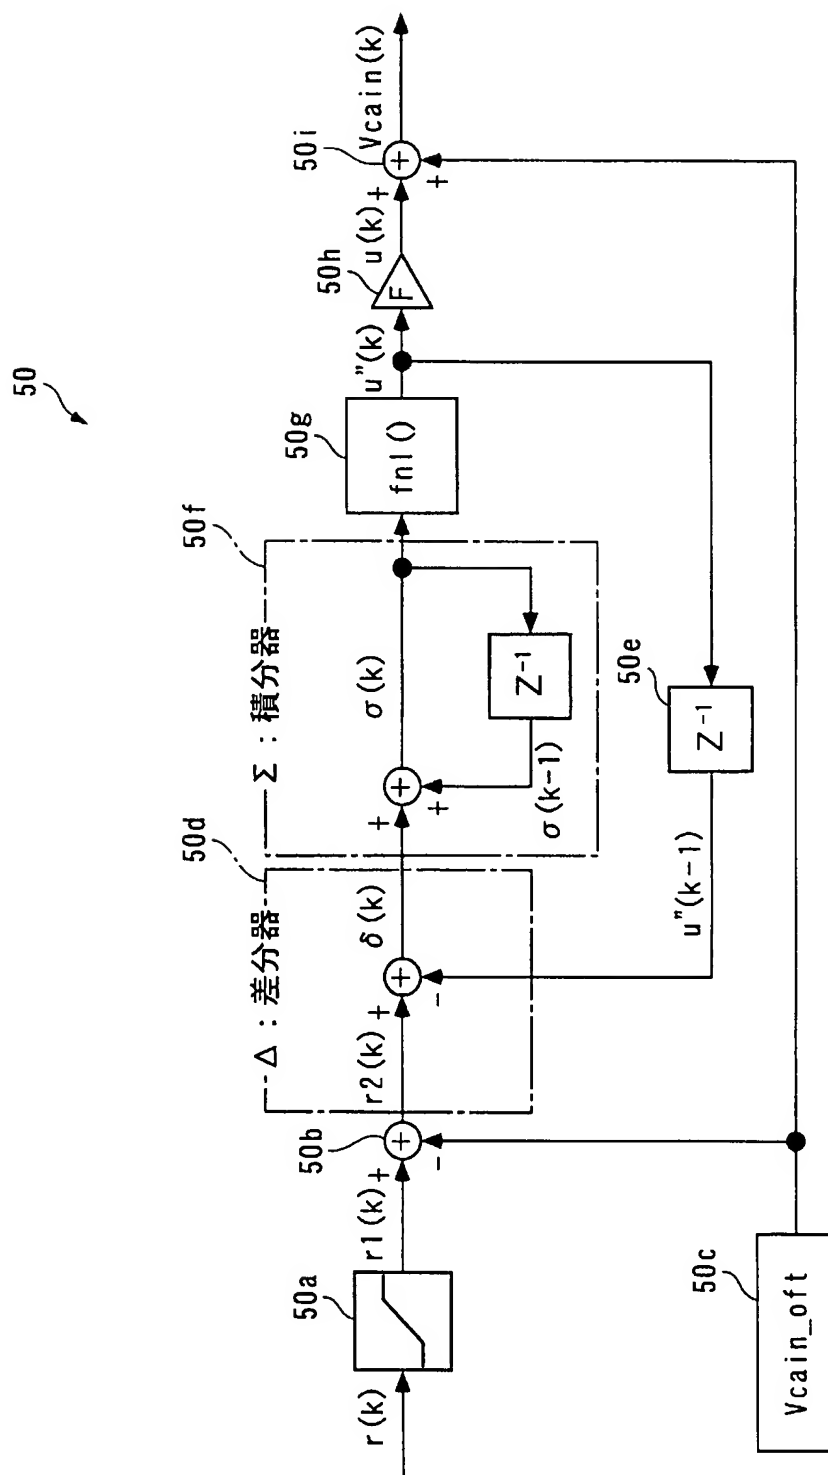 50
r(k)
50a
r1(k)
+
-
50b
+
r2(k)
Δ:差分器
50d
+
-
+
δ(k)
Σ:積分器
50f
+
+
+
σ(k)
Z⁻¹
σ(k-1)
50g
fnl()
u"(k)
50h
F
u(k)
+
+
+
50i
Vcain(k)
50e
Z⁻¹
u"(k-1)
50c
Vcain_oft